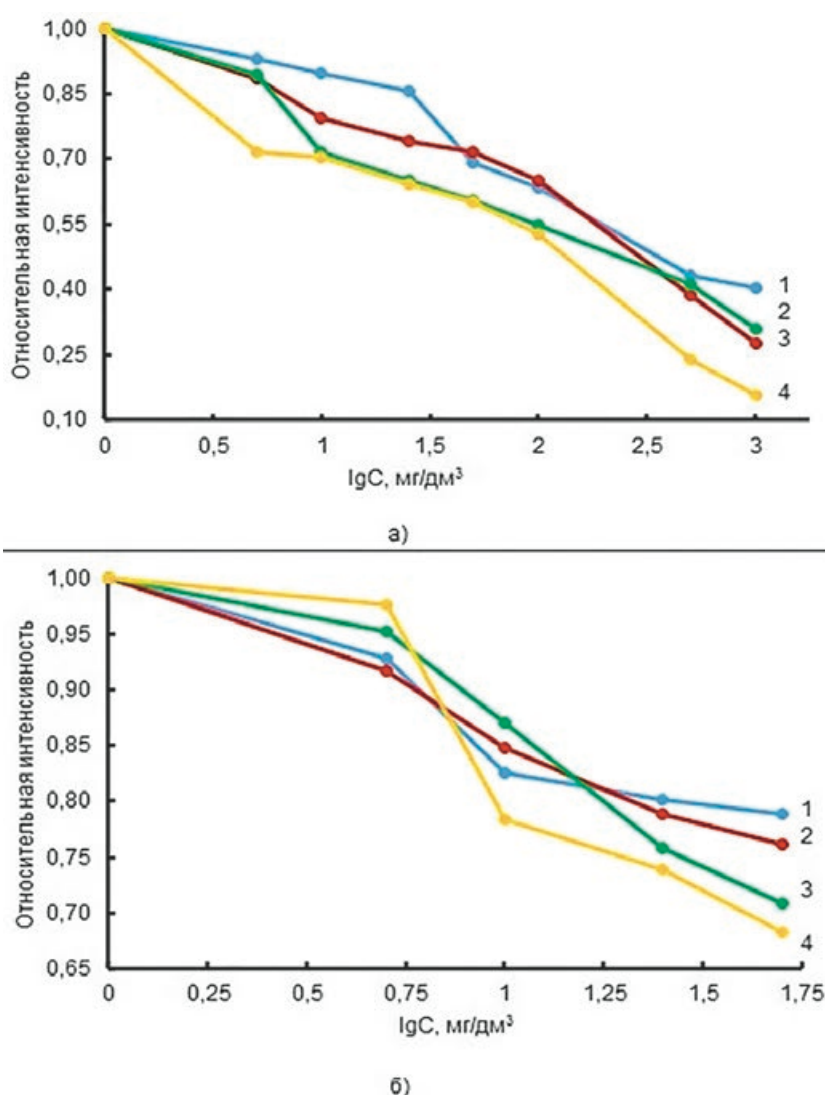 Относительная интенсивность
1,00
0,85
0,70
0,55
0,40
0,25
0,10
1
2
3
4
0 0,5 1 1,5 2 2,5 3
lgC, мг/дм³
а)
Относительная интенсивность
1,00
0,95
0,90
0,85
0,80
0,75
0,70
0,65
1
2
3
4
0 0,25 0,5 0,75 1 1,25 1,5 1,75
lgC, мг/дм³
б)